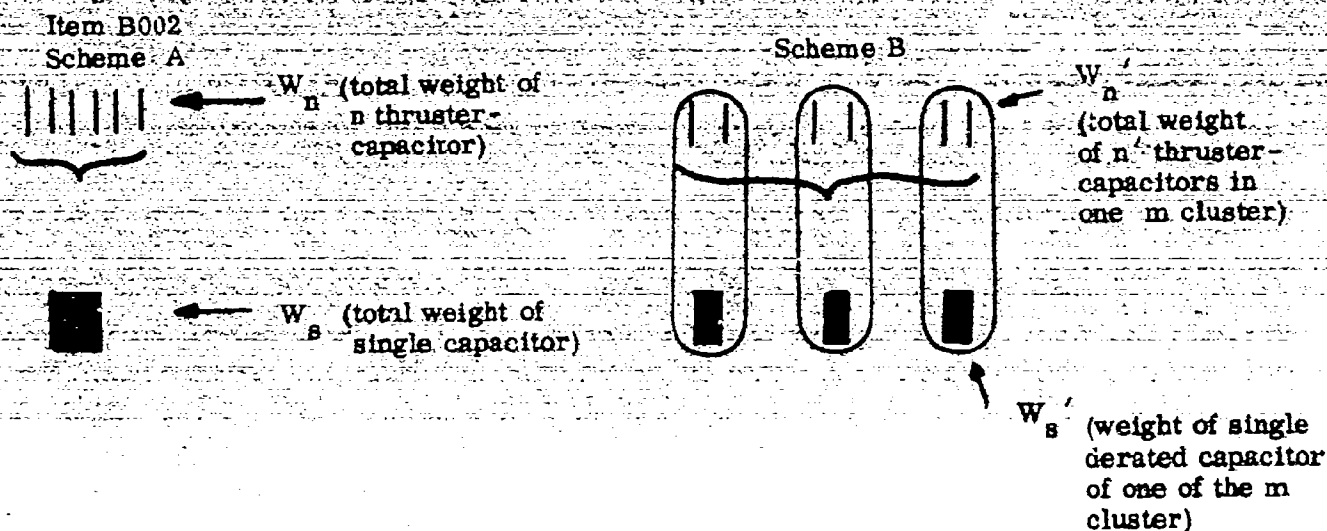 Item B002
Scheme A
W_n (total weight of
n thruster-
capacitor)
W_s (total weight of
single capacitor)
Scheme B
W_n′
(total weight
of n′ thruster-
capacitors in
one m cluster)
W_s′ (weight of single
derated capacitor
of one of the m
cluster)